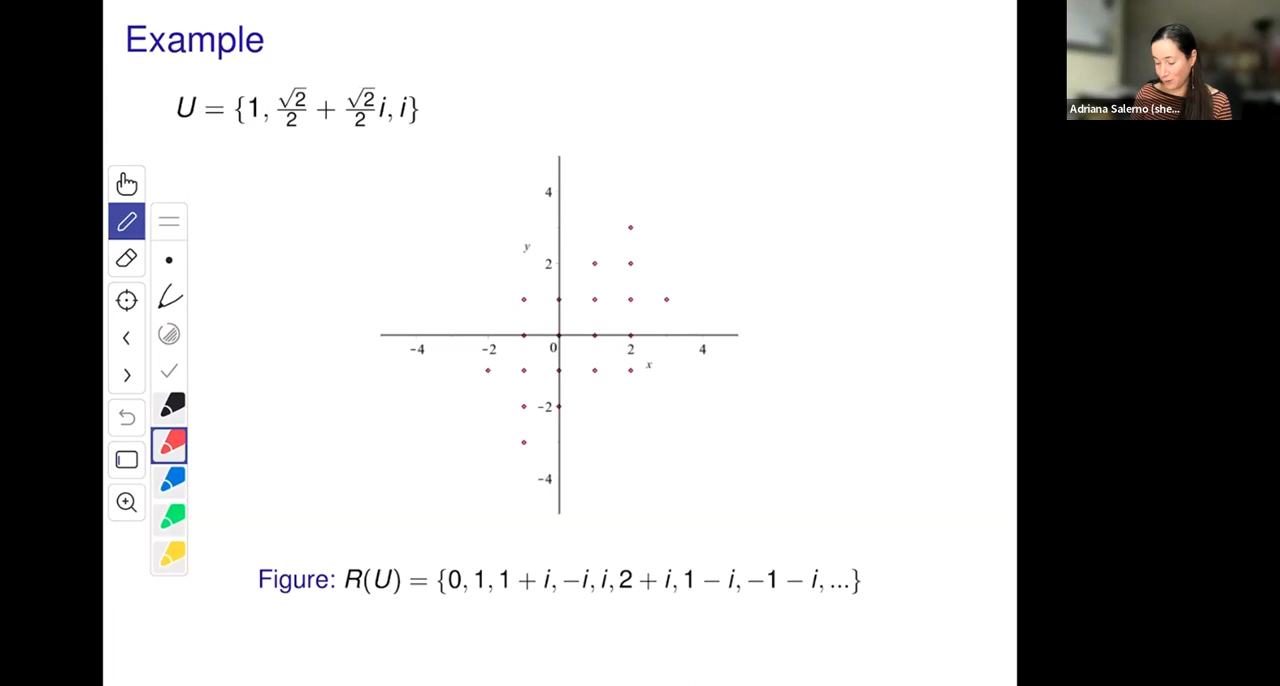 Example
U = {1, √2/2 + √2/2 i, i}
Adriana Salerno (she...
4
y
2
-4 -2 0 2 4
x
-2
-4
Figure: R(U) = {0, 1, 1 + i, −i, i, 2 + i, 1 − i, −1 − i, ...}